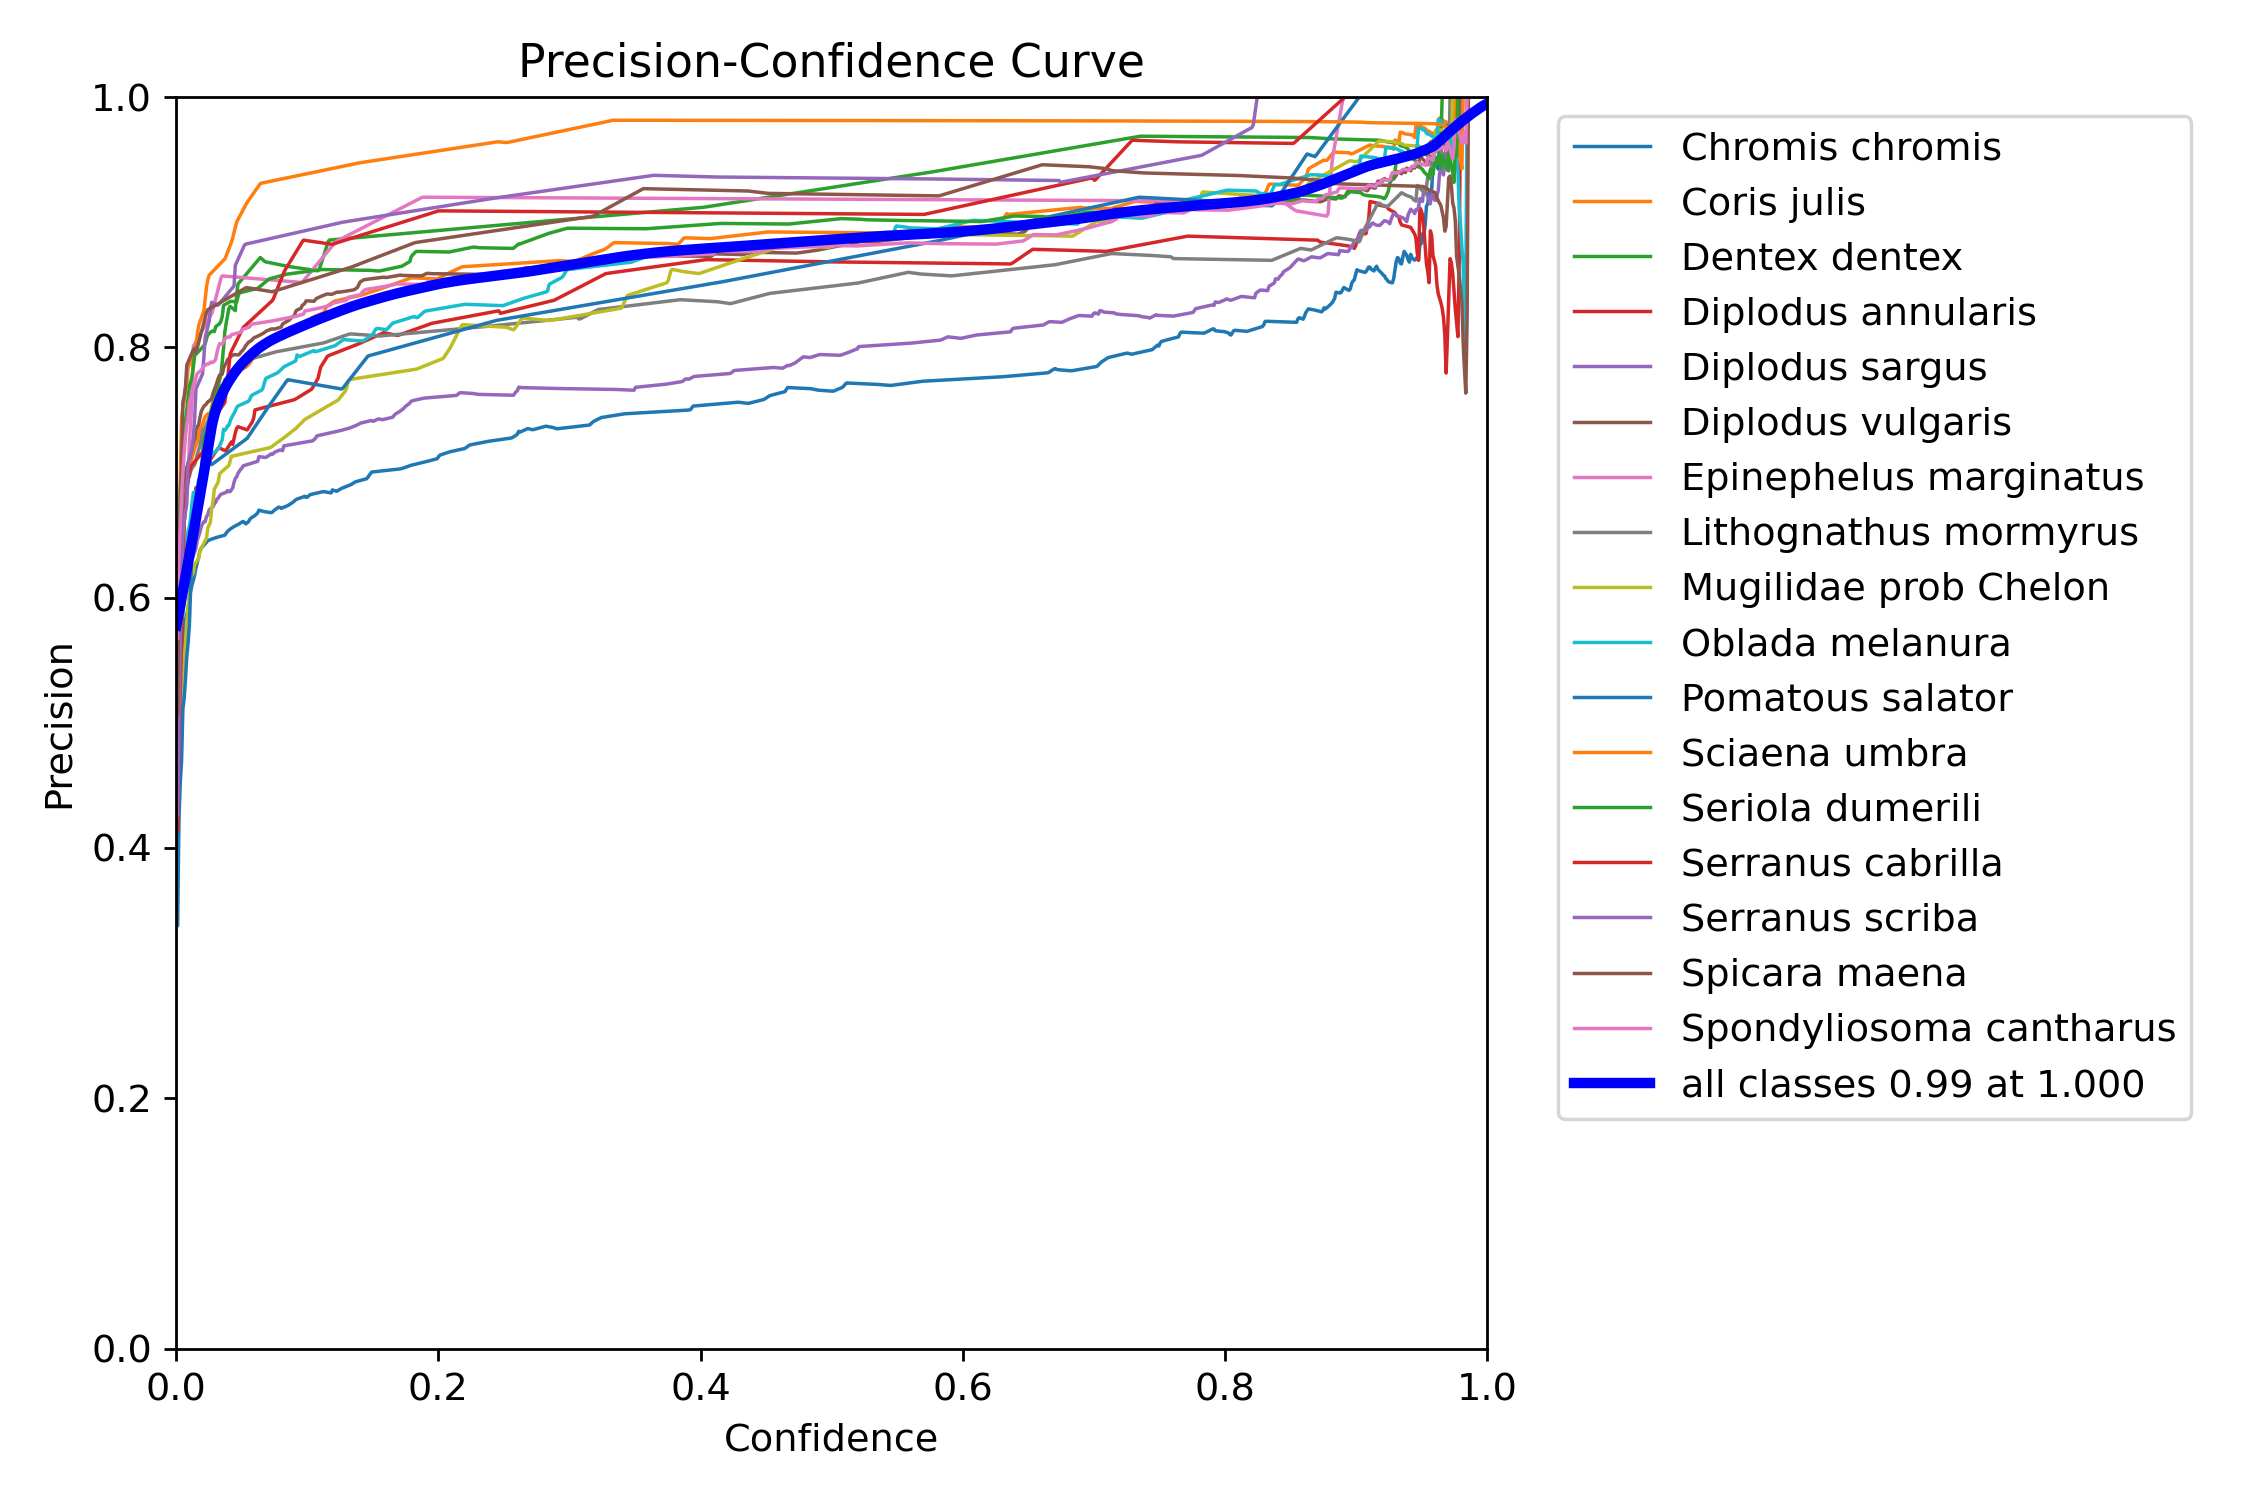 Precision-Confidence Curve
1.0
0.8
0.6
0.4
0.2
0.0
Precision
0.0 0.2 0.4 0.6 0.8 1.0
Confidence
Chromis chromis
Coris julis
Dentex dentex
Diplodus annularis
Diplodus sargus
Diplodus vulgaris
Epinephelus marginatus
Lithognathus mormyrus
Mugilidae prob Chelon
Oblada melanura
Pomatous salator
Sciaena umbra
Seriola dumerili
Serranus cabrilla
Serranus scriba
Spicara maena
Spondyliosoma cantharus
all classes 0.99 at 1.000